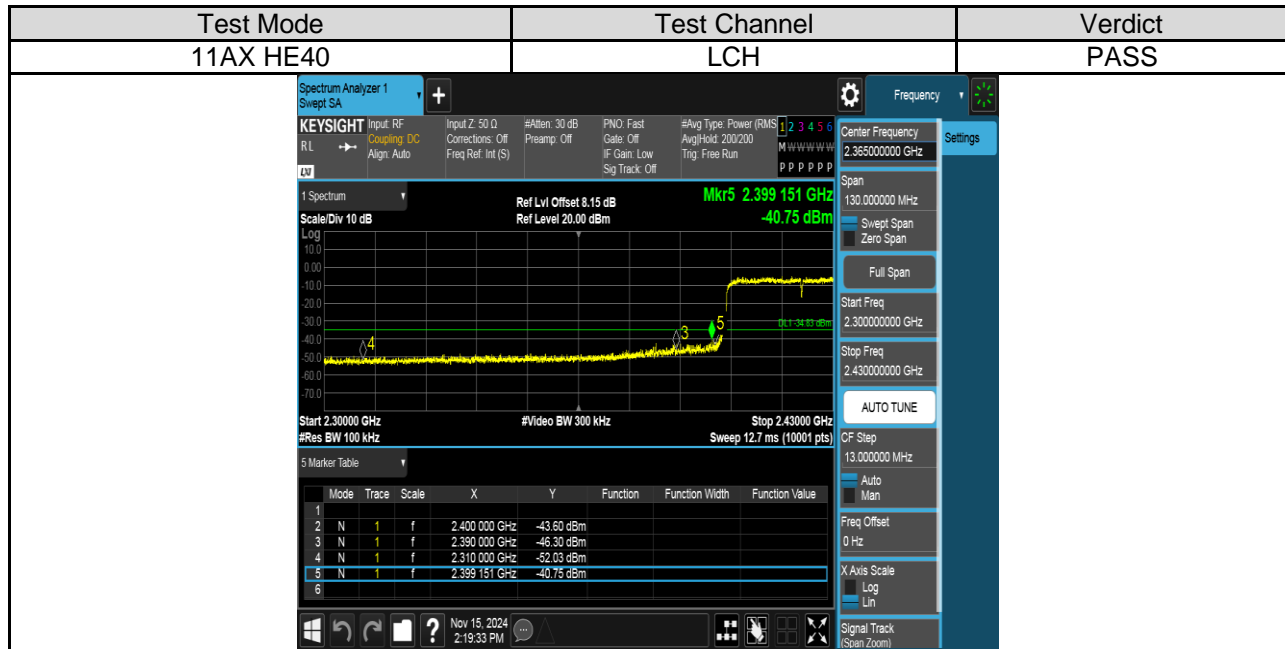 Test Mode Test Channel Verdict
11AX HE40 LCH PASS
Spectrum Analyzer 1
Swept SA
+
Frequency
KEYSIGHT
RL
LXI
Input: RF
Coupling: DC
Align: Auto
Input Z: 50 Ω
Corrections: Off
Freq Ref: Int (S)
#Atten: 30 dB
Preamp: Off
PNO: Fast
Gate: Off
IF Gain: Low
Sig Track: Off
#Avg Type: Power (RMS
Avg|Hold: 200/200
Trig: Free Run
1 2 3 4 5 6
M W W W W W
P P P P P P
1 Spectrum
Scale/Div 10 dB
Ref Lvl Offset 8.15 dB
Ref Level 20.00 dBm
Mkr5 2.399 151 GHz
-40.75 dBm
Log
10.0
0.00
-10.0
-20.0
-30.0
-40.0
-50.0
-60.0
-70.0
DL1 -34.83 dBm
4
3
5
Start 2.30000 GHz #Video BW 300 kHz Stop 2.43000 GHz
#Res BW 100 kHz Sweep 12.7 ms (10001 pts)
5 Marker Table
Mode Trace Scale X Y Function Function Width Function Value
1
2 N 1 f 2.400 000 GHz -43.60 dBm
3 N 1 f 2.390 000 GHz -46.30 dBm
4 N 1 f 2.310 000 GHz -52.03 dBm
5 N 1 f 2.399 151 GHz -40.75 dBm
6
?
Nov 15, 2024
2:19:33 PM
Center Frequency
2.365000000 GHz
Settings
Span
130.000000 MHz
Swept Span
Zero Span
Full Span
Start Freq
2.300000000 GHz
Stop Freq
2.430000000 GHz
AUTO TUNE
CF Step
13.000000 MHz
Auto
Man
Freq Offset
0 Hz
X Axis Scale
Log
Lin
Signal Track
(Span Zoom)